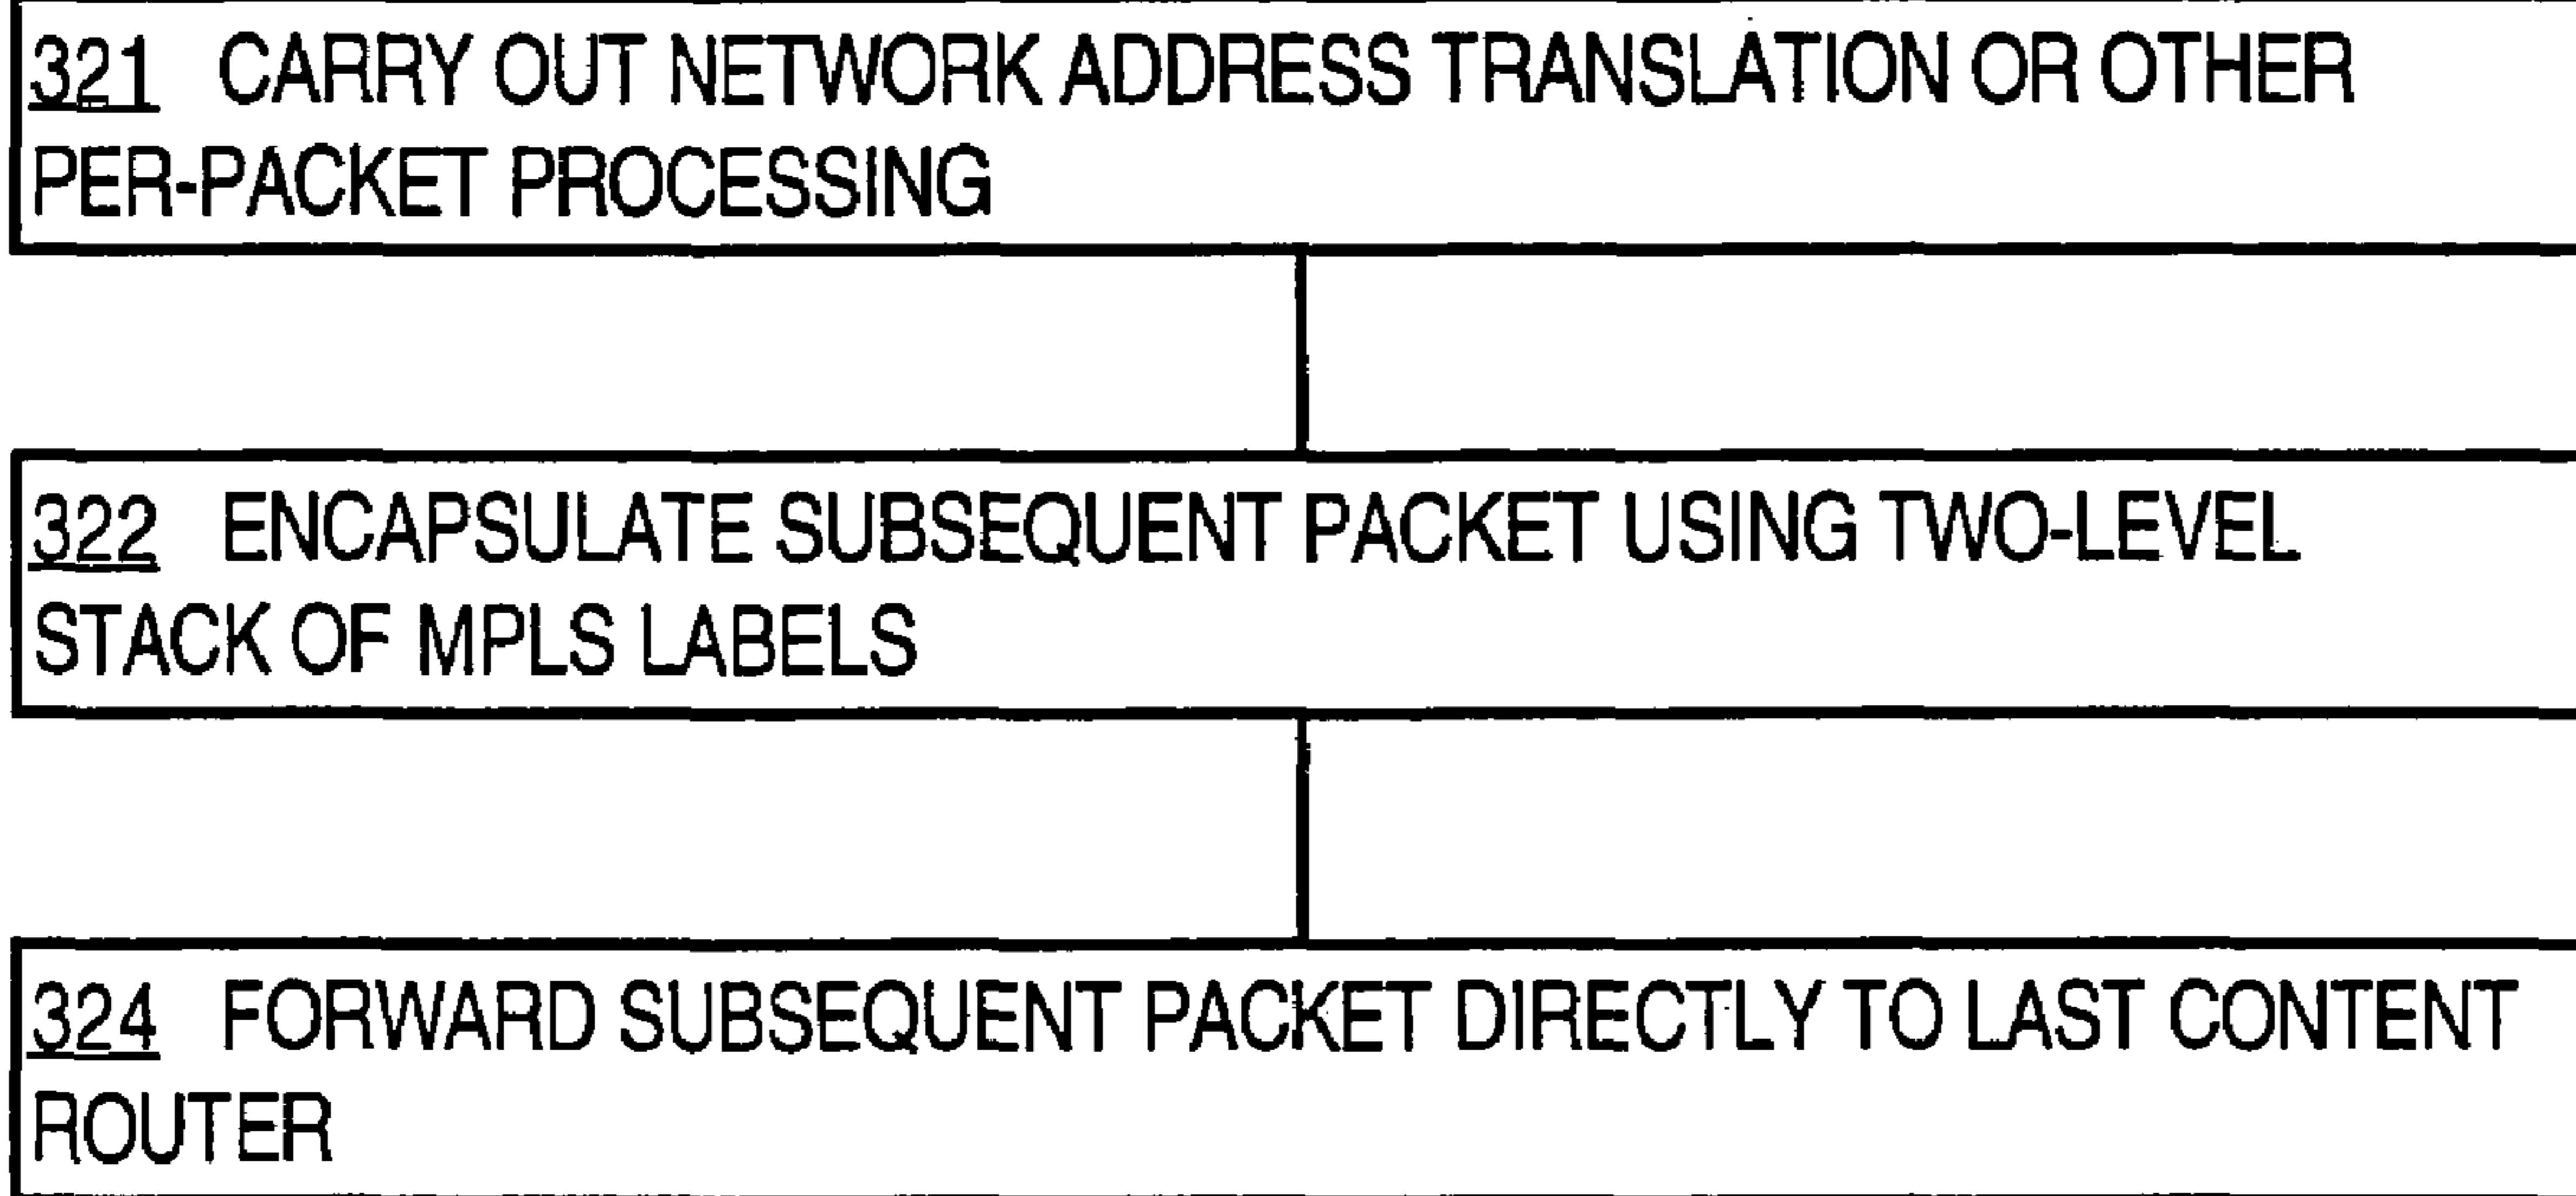 321 CARRY OUT NETWORK ADDRESS TRANSLATION OR OTHER
PER-PACKET PROCESSING
322 ENCAPSULATE SUBSEQUENT PACKET USING TWO-LEVEL
STACK OF MPLS LABELS
324 FORWARD SUBSEQUENT PACKET DIRECTLY TO LAST CONTENT
ROUTER